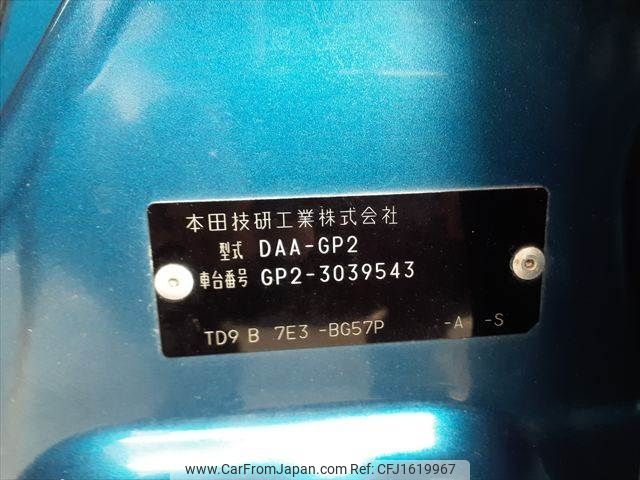 本田技研工業株式会社
型式 DAA-GP2
車台番号 GP2-3039543
TD9 B 7E3 -BG57P -A -S
www.CarFromJapan.com - CFJ1619967